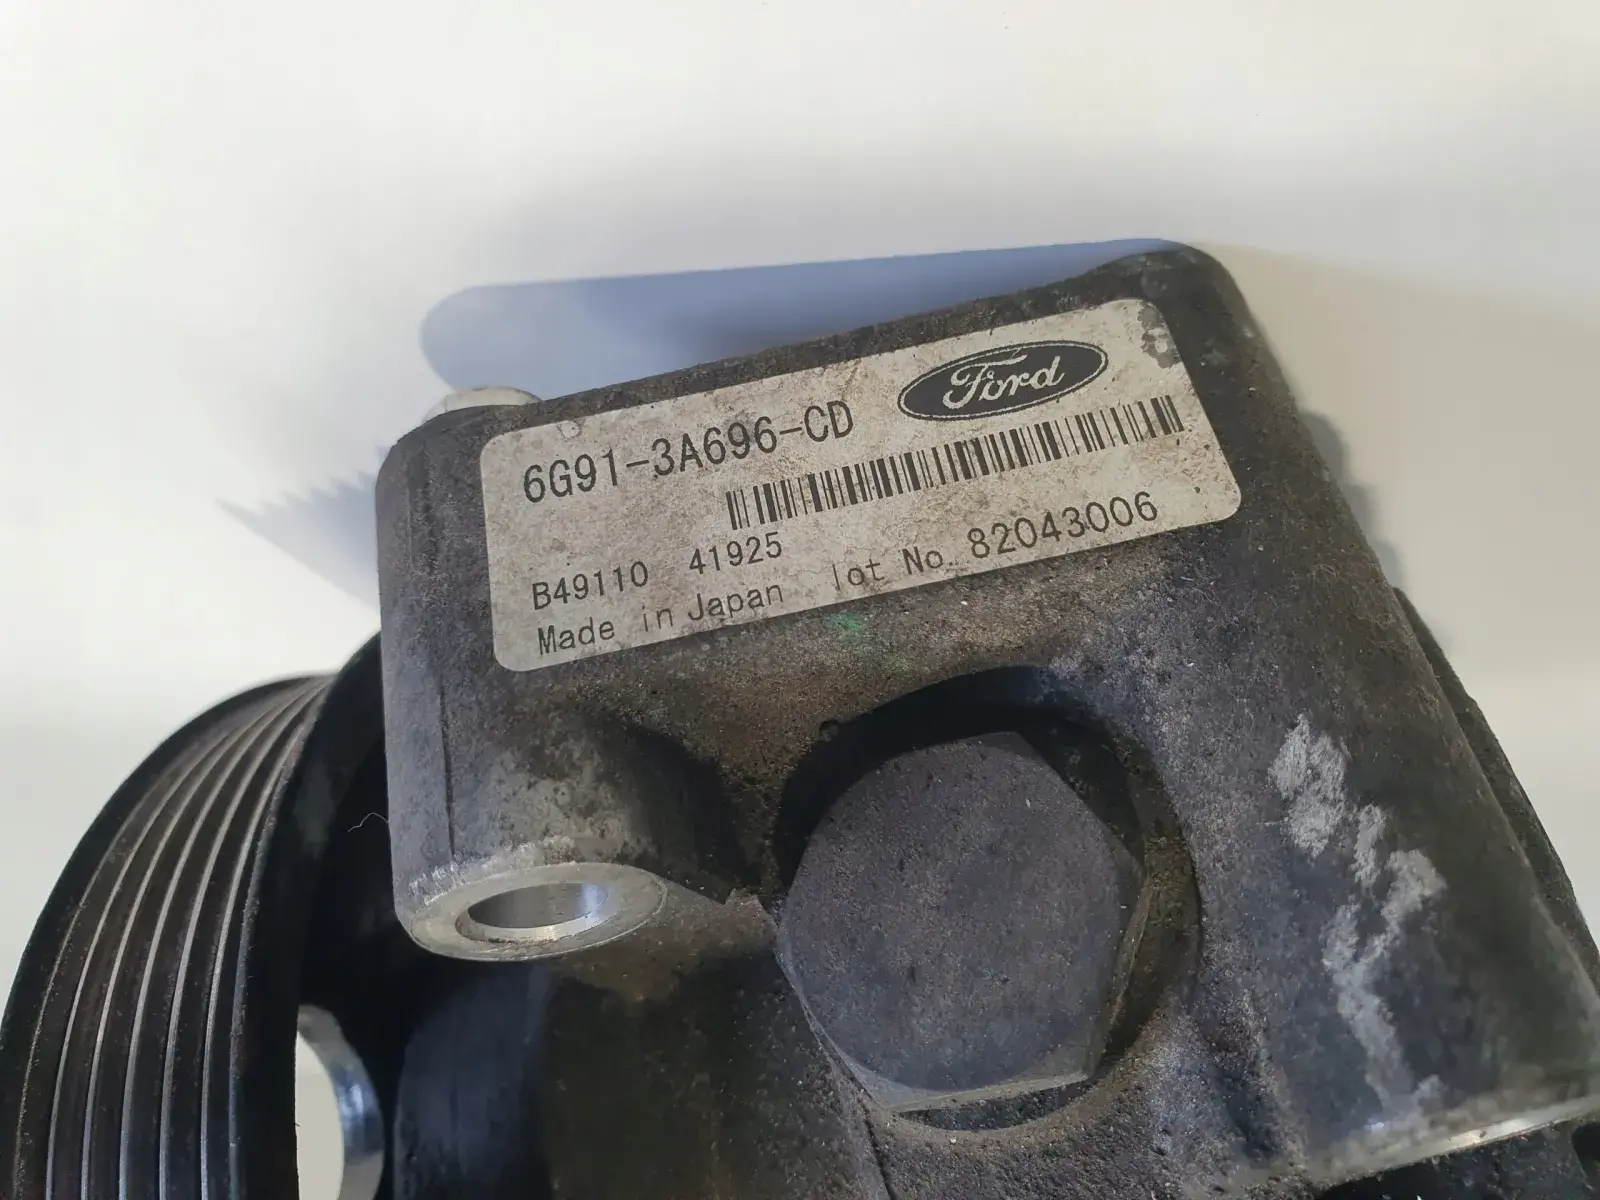 Ford
6G91-3A696-CD
B49110 41925
Made in Japan lot No. 82043006